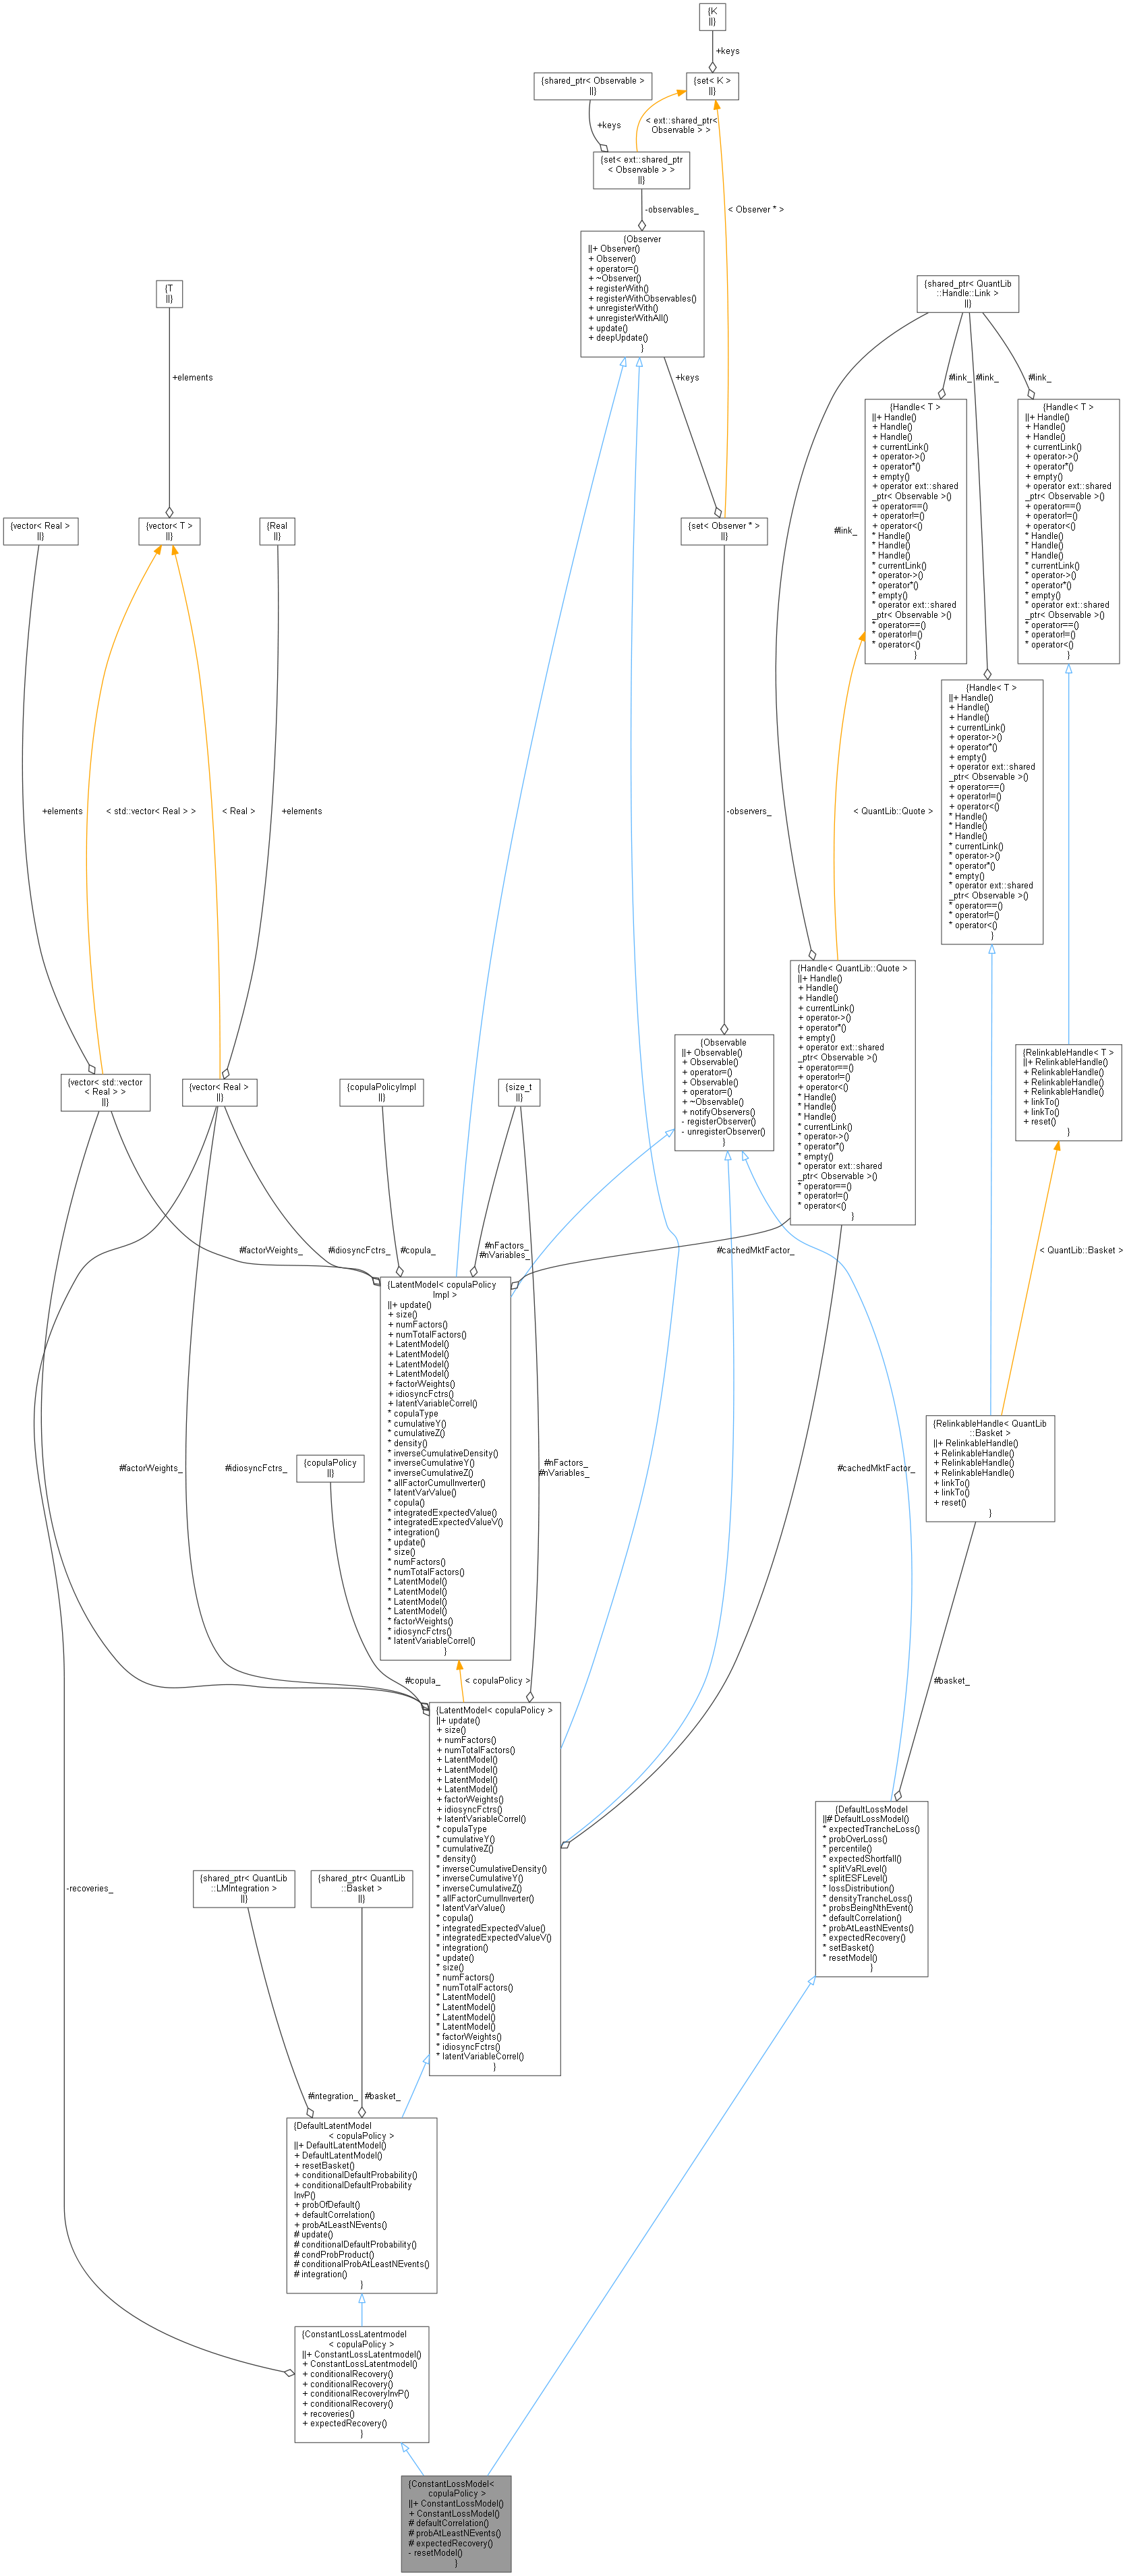 {K
||}
+keys
{shared_ptr< Observable >
||}
{set< K >
||}
+keys
< ext::shared_ptr<
Observable > >
{set< ext::shared_ptr
< Observable > >
||}
-observables_
< Observer * >
{Observer
||+ Observer()
+ Observer()
+ operator=()
+ ~Observer()
+ registerWith()
+ registerWithObservables()
+ unregisterWith()
+ unregisterWithAll()
+ update()
+ deepUpdate()
}
{T
||}
{shared_ptr< QuantLib
::Handle::Link >
||}
+elements
+keys
#link_
#link_
#link_
{Handle< T >
||+ Handle()
+ Handle()
+ Handle()
+ currentLink()
+ operator->()
+ operator*()
+ empty()
+ operator ext::shared
_ptr< Observable >()
+ operator==()
+ operator!=()
+ operator<()
* Handle()
* Handle()
* Handle()
* currentLink()
* operator->()
* operator*()
* empty()
* operator ext::shared
_ptr< Observable >()
* operator==()
* operator!=()
* operator<()
}
{Handle< T >
||+ Handle()
+ Handle()
+ Handle()
+ currentLink()
+ operator->()
+ operator*()
+ empty()
+ operator ext::shared
_ptr< Observable >()
+ operator==()
+ operator!=()
+ operator<()
* Handle()
* Handle()
* Handle()
* currentLink()
* operator->()
* operator*()
* empty()
* operator ext::shared
_ptr< Observable >()
* operator==()
* operator!=()
* operator<()
}
{vector< Real >
||}
{vector< T >
||}
{Real
||}
{set< Observer * >
||}
#link_
{Handle< T >
||+ Handle()
+ Handle()
+ Handle()
+ currentLink()
+ operator->()
+ operator*()
+ empty()
+ operator ext::shared
_ptr< Observable >()
+ operator==()
+ operator!=()
+ operator<()
* Handle()
* Handle()
* Handle()
* currentLink()
* operator->()
* operator*()
* empty()
* operator ext::shared
_ptr< Observable >()
* operator==()
* operator!=()
* operator<()
}
+elements
< std::vector< Real > >
< Real >
+elements
-observers_
< QuantLib::Quote >
{Handle< QuantLib::Quote >
||+ Handle()
+ Handle()
+ Handle()
+ currentLink()
+ operator->()
+ operator*()
+ empty()
+ operator ext::shared
_ptr< Observable >()
+ operator==()
+ operator!=()
+ operator<()
* Handle()
* Handle()
* Handle()
* currentLink()
* operator->()
* operator*()
* empty()
* operator ext::shared
_ptr< Observable >()
* operator==()
* operator!=()
* operator<()
}
{Observable
||+ Observable()
+ Observable()
+ operator=()
+ Observable()
+ operator=()
+ ~Observable()
+ notifyObservers()
- registerObserver()
- unregisterObserver()
}
{RelinkableHandle< T >
||+ RelinkableHandle()
+ RelinkableHandle()
+ RelinkableHandle()
+ RelinkableHandle()
+ linkTo()
+ linkTo()
+ reset()
}
{vector< std::vector
< Real > >
||}
{vector< Real >
||}
{copulaPolicyImpl
||}
{size_t
||}
#factorWeights_
#idiosyncFctrs_
#copula_
#nFactors_
#nVariables_
#cachedMktFactor_
< QuantLib::Basket >
{LatentModel< copulaPolicy
Impl >
||+ update()
+ size()
+ numFactors()
+ numTotalFactors()
+ LatentModel()
+ LatentModel()
+ LatentModel()
+ LatentModel()
+ factorWeights()
+ idiosyncFctrs()
+ latentVariableCorrel()
* copulaType
* cumulativeY()
* cumulativeZ()
* density()
* inverseCumulativeDensity()
* inverseCumulativeY()
* inverseCumulativeZ()
* allFactorCumulInverter()
* latentVarValue()
* copula()
* integratedExpectedValue()
* integratedExpectedValueV()
* integration()
* update()
* size()
* numFactors()
* numTotalFactors()
* LatentModel()
* LatentModel()
* LatentModel()
* LatentModel()
* factorWeights()
* idiosyncFctrs()
* latentVariableCorrel()
}
{RelinkableHandle< QuantLib
::Basket >
||+ RelinkableHandle()
+ RelinkableHandle()
+ RelinkableHandle()
+ RelinkableHandle()
+ linkTo()
+ linkTo()
+ reset()
}
{copulaPolicy
||}
#factorWeights_
#idiosyncFctrs_
#nFactors_
#nVariables_
#cachedMktFactor_
#copula_
< copulaPolicy >
#basket_
{LatentModel< copulaPolicy >
||+ update()
+ size()
+ numFactors()
+ numTotalFactors()
+ LatentModel()
+ LatentModel()
+ LatentModel()
+ LatentModel()
+ factorWeights()
+ idiosyncFctrs()
+ latentVariableCorrel()
* copulaType
* cumulativeY()
* cumulativeZ()
* density()
* inverseCumulativeDensity()
* inverseCumulativeY()
* inverseCumulativeZ()
* allFactorCumulInverter()
* latentVarValue()
* copula()
* integratedExpectedValue()
* integratedExpectedValueV()
* integration()
* update()
* size()
* numFactors()
* numTotalFactors()
* LatentModel()
* LatentModel()
* LatentModel()
* LatentModel()
* factorWeights()
* idiosyncFctrs()
* latentVariableCorrel()
}
{DefaultLossModel
||# DefaultLossModel()
* expectedTrancheLoss()
* probOverLoss()
* percentile()
* expectedShortfall()
* splitVaRLevel()
* splitESFLevel()
* lossDistribution()
* densityTrancheLoss()
* probsBeingNthEvent()
* defaultCorrelation()
* probAtLeastNEvents()
* expectedRecovery()
* setBasket()
* resetModel()
}
{shared_ptr< QuantLib
::LMIntegration >
||}
{shared_ptr< QuantLib
::Basket >
||}
-recoveries_
#integration_
#basket_
{DefaultLatentModel
< copulaPolicy >
||+ DefaultLatentModel()
+ DefaultLatentModel()
+ resetBasket()
+ conditionalDefaultProbability()
+ conditionalDefaultProbability
InvP()
+ probOfDefault()
+ defaultCorrelation()
+ probAtLeastNEvents()
# update()
# conditionalDefaultProbability()
# condProbProduct()
# conditionalProbAtLeastNEvents()
# integration()
}
{ConstantLossLatentmodel
< copulaPolicy >
||+ ConstantLossLatentmodel()
+ ConstantLossLatentmodel()
+ conditionalRecovery()
+ conditionalRecovery()
+ conditionalRecoveryInvP()
+ conditionalRecovery()
+ recoveries()
+ expectedRecovery()
}
{ConstantLossModel<
copulaPolicy >
||+ ConstantLossModel()
+ ConstantLossModel()
# defaultCorrelation()
# probAtLeastNEvents()
# expectedRecovery()
- resetModel()
}